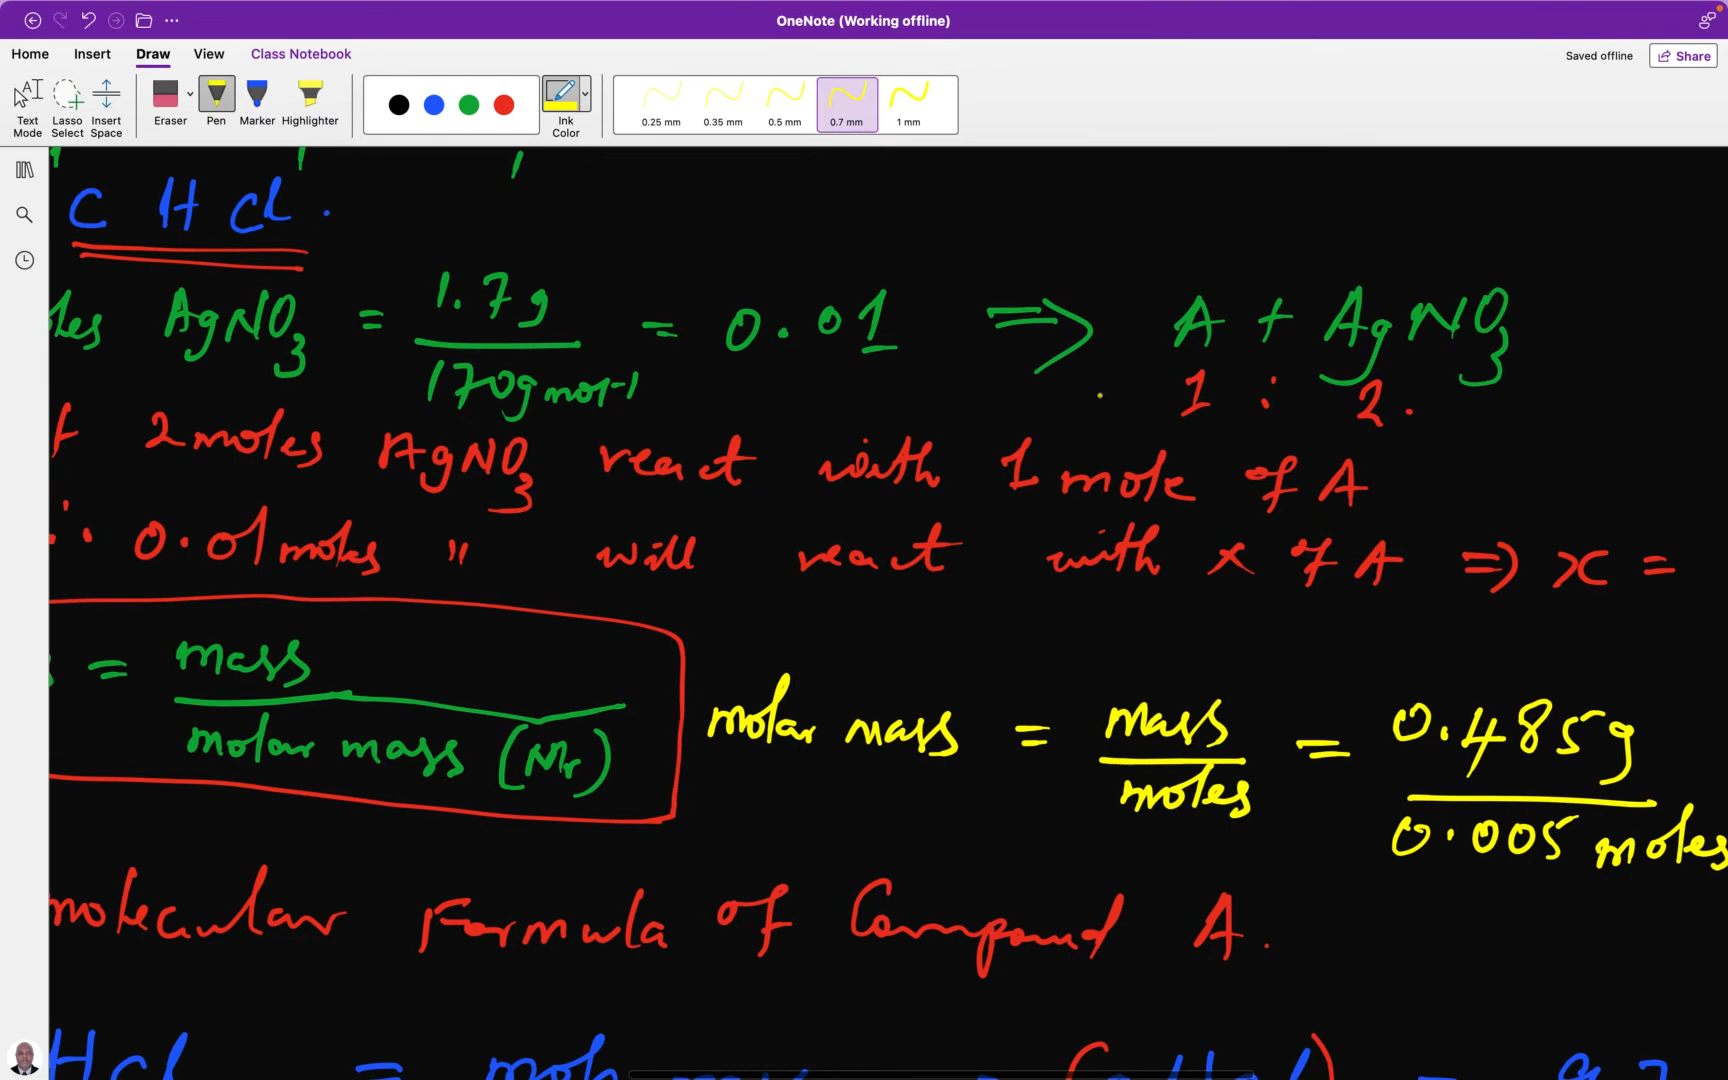 OneNote (Working offline)
Home Insert Draw View Class Notebook
Saved offline Share
Text Mode
Lasso Select
Insert Space
Eraser
Pen
Marker
Highlighter
Ink Color
0.25 mm 0.35 mm 0.5 mm 0.7 mm 1 mm
C H Cl.
les AgNO3 = 1.7g / 170g mol-1 = 0.01 ⇒ A + AgNO3
1 : 2.
f 2 moles AgNO3 react with 1 mole of A
∴ 0.01 moles " will react with x of A ⇒ x =
= mass / molar mass (Mr)
molar mass = mass / moles = 0.485g / 0.005 moles
molecular Formula of Compound A.